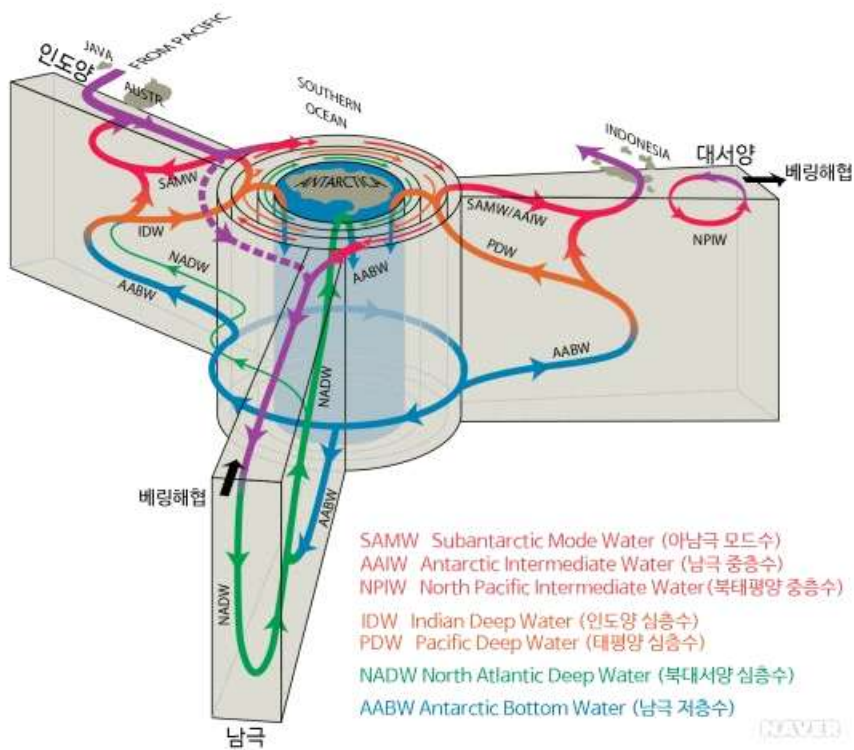 JAVA
FROM PACIFIC
인도양
AUSTR.
SOUTHERN
OCEAN
INDONESIA
대서양
베링해협
ANTARCTICA
SAMW
SAMW/AAIW
NPIW
IDW
PDW
NADW
AABW
AABW
AABW
NADW
베링해협
AABW
NADW
남극
SAMW Subantarctic Mode Water (아남극 모드수)
AAIW Antarctic Intermediate Water (남극 중층수)
NPIW North Pacific Intermediate Water(북태평양 중층수)
IDW Indian Deep Water (인도양 심층수)
PDW Pacific Deep Water (태평양 심층수)
NADW North Atlantic Deep Water (북대서양 심층수)
AABW Antarctic Bottom Water (남극 저층수)
NAVER